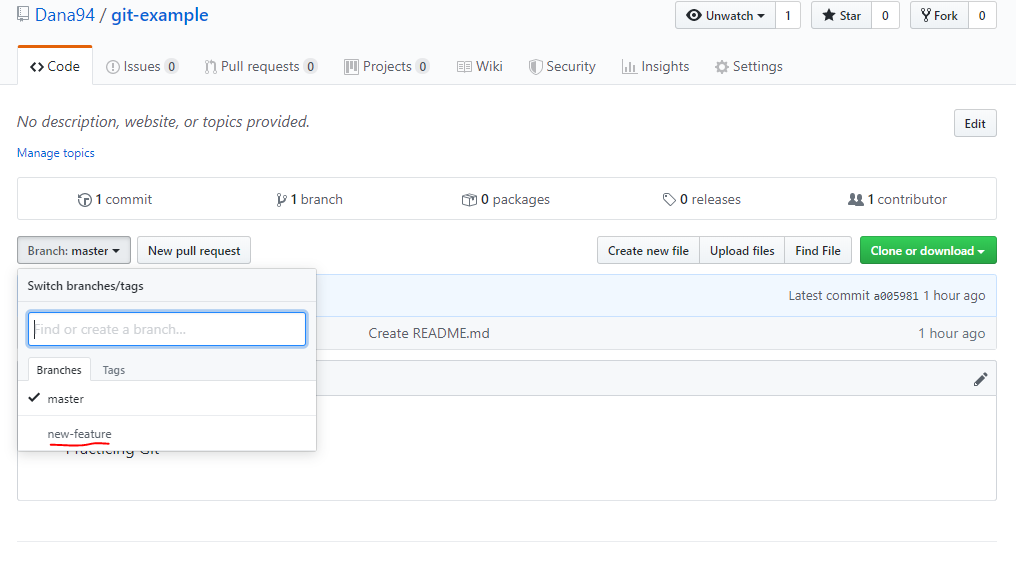 Dana94 / git-example
Unwatch 1 Star 0 Fork 0
Code Issues 0 Pull requests 0 Projects 0 Wiki Security Insights Settings
No description, website, or topics provided.
Edit
Manage topics
1 commit 1 branch 0 packages 0 releases 1 contributor
Branch: master New pull request Create new file Upload files Find File Clone or download
Switch branches/tags
Latest commit a005981 1 hour ago
Find or create a branch...
Create README.md 1 hour ago
Branches Tags
master
new-feature
Practicing Git